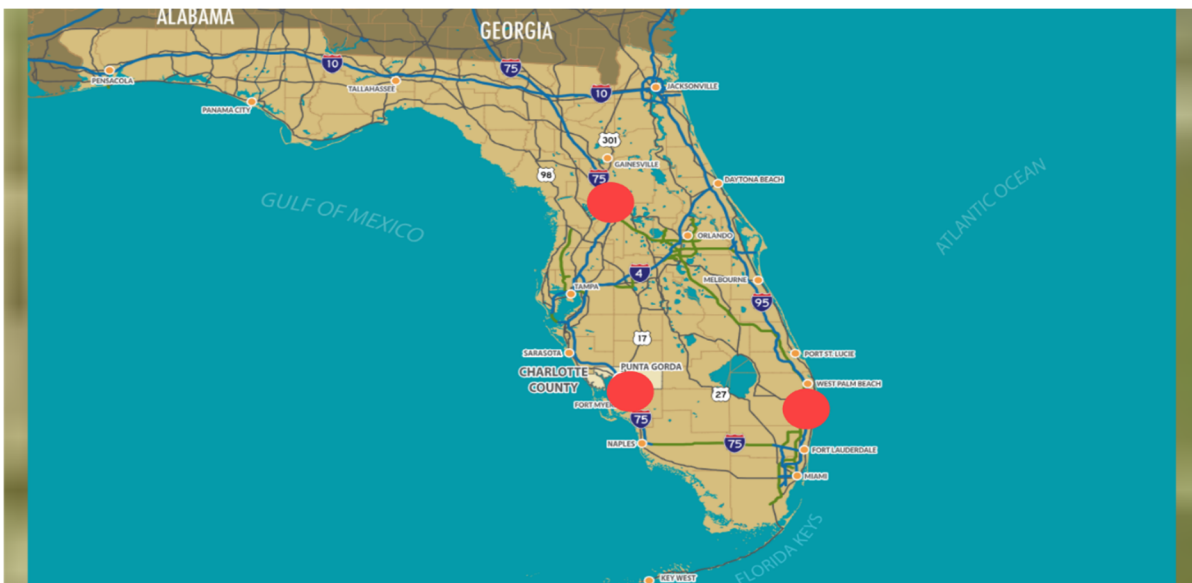 ALABAMA
GEORGIA
10
75
PENSACOLA
TALLAHASSEE
10
JACKSONVILLE
PANAMA CITY
301
GAINESVILLE
98
75
DAYTONA BEACH
GULF OF MEXICO
ATLANTIC OCEAN
ORLANDO
4
MELBOURNE
TAMPA
95
17
SARASOTA
PORT ST. LUCIE
PUNTA GORDA
CHARLOTTE
COUNTY
WEST PALM BEACH
27
FORT MYER
75
NAPLES
75
FORT LAUDERDALE
MIAMI
FLORIDA KEYS
KEY WEST